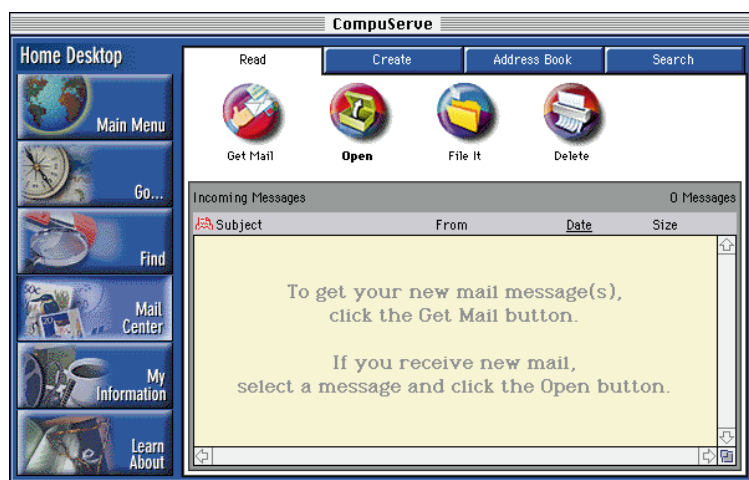 CompuServe
Home Desktop
Main Menu
Go...
Find
Mail
Center
My
Information
Learn
About
Read
Create
Address Book
Search
Get Mail
Open
File It
Delete
Incoming Messages
0 Messages
Subject
From
Date
Size
To get your new mail message(s),
click the Get Mail button.
If you receive new mail,
select a message and click the Open button.